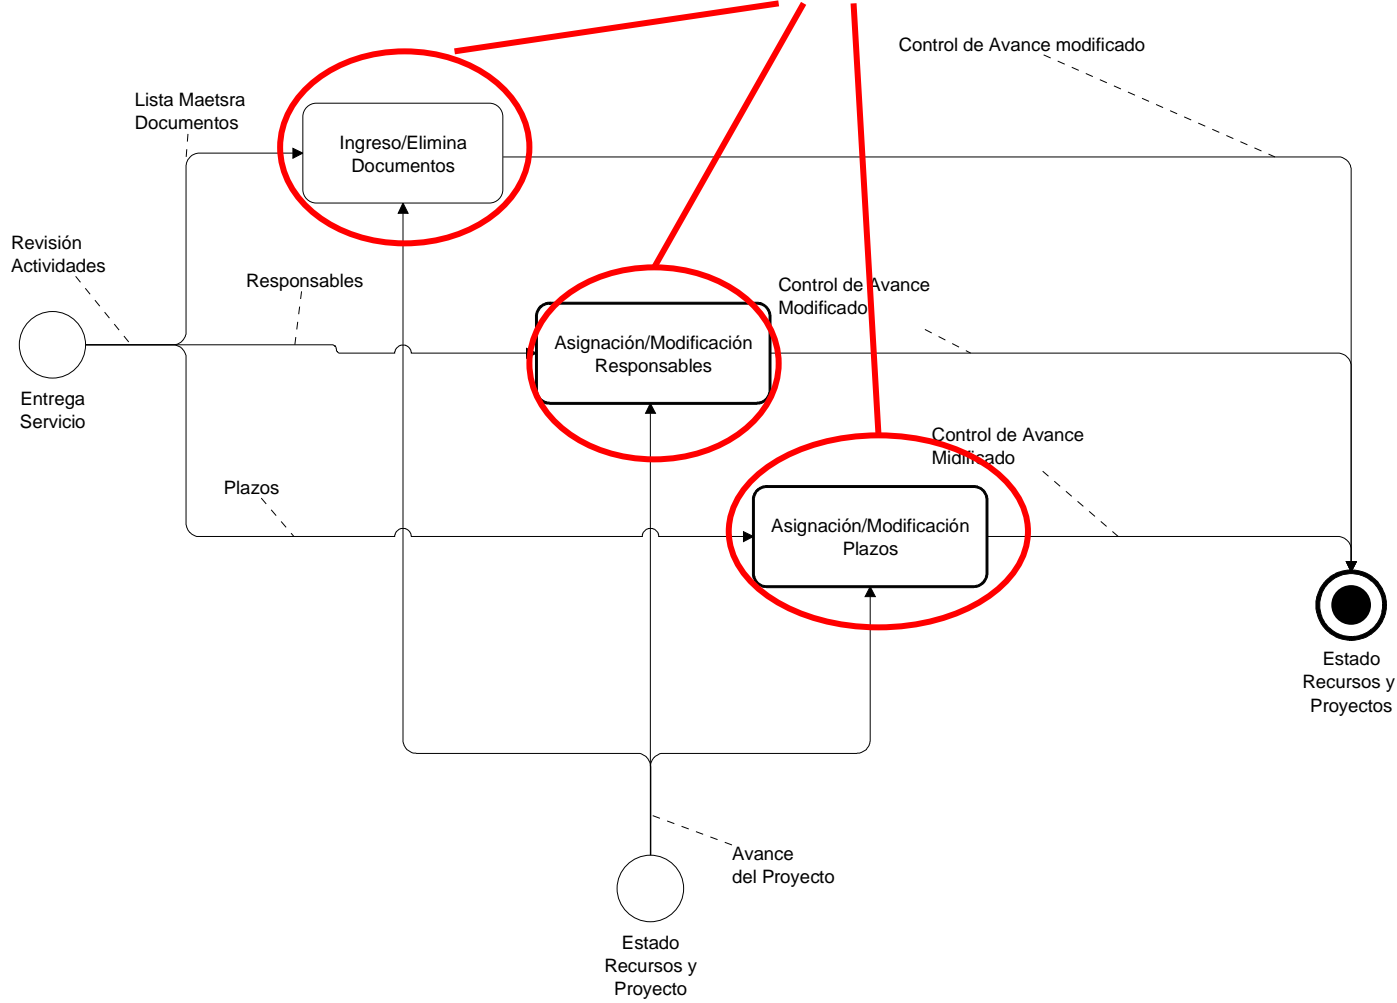 Control de Avance modificado
Lista Maetsra
Documentos
Ingreso/Elimina
Documentos
Revisión
Actividades
Responsables
Control de Avance
Modificado
Asignación/Modificación
Responsables
Entrega
Servicio
Control de Avance
Midificado
Plazos
Asignación/Modificación
Plazos
Estado
Recursos y
Proyectos
Avance
del Proyecto
Estado
Recursos y
Proyecto